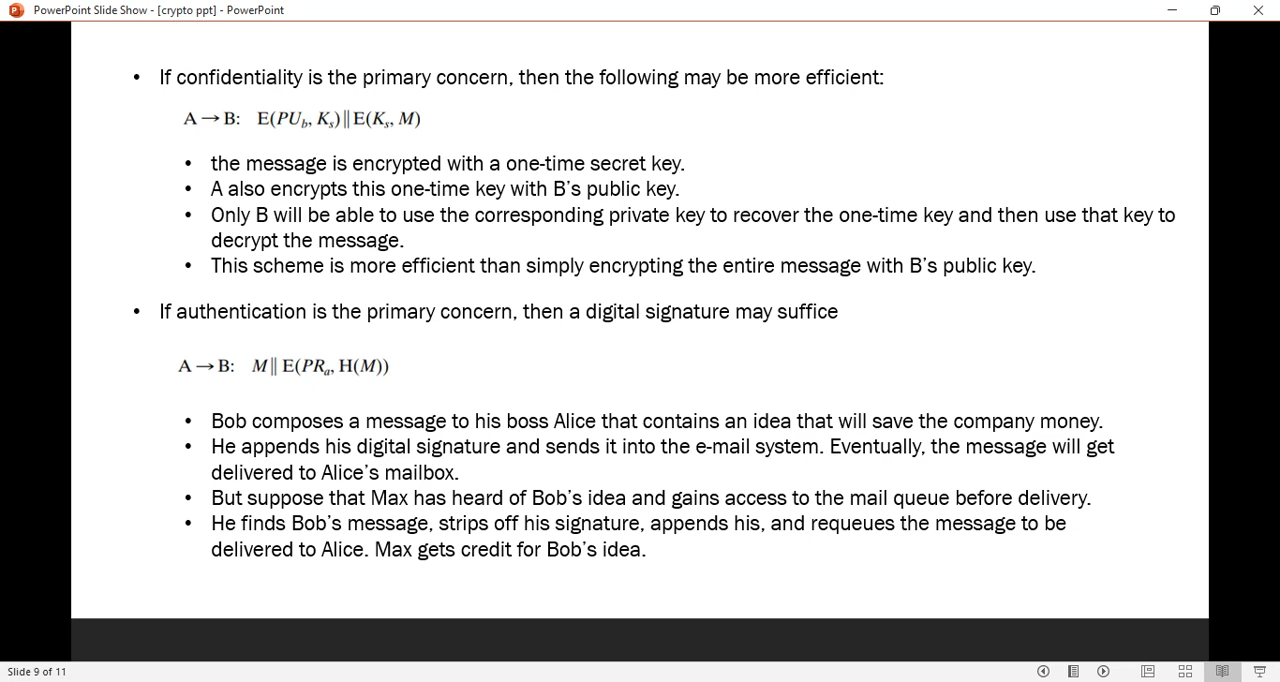 PowerPoint Slide Show - [crypto ppt] - PowerPoint
• If confidentiality is the primary concern, then the following may be more efficient:
A → B: E(PU_b, K_s) || E(K_s, M)
• the message is encrypted with a one-time secret key.
• A also encrypts this one-time key with B’s public key.
• Only B will be able to use the corresponding private key to recover the one-time key and then use that key to
decrypt the message.
• This scheme is more efficient than simply encrypting the entire message with B’s public key.
• If authentication is the primary concern, then a digital signature may suffice
A → B: M || E(PR_a, H(M))
• Bob composes a message to his boss Alice that contains an idea that will save the company money.
• He appends his digital signature and sends it into the e-mail system. Eventually, the message will get
delivered to Alice’s mailbox.
• But suppose that Max has heard of Bob’s idea and gains access to the mail queue before delivery.
• He finds Bob’s message, strips off his signature, appends his, and requeues the message to be
delivered to Alice. Max gets credit for Bob’s idea.
Slide 9 of 11